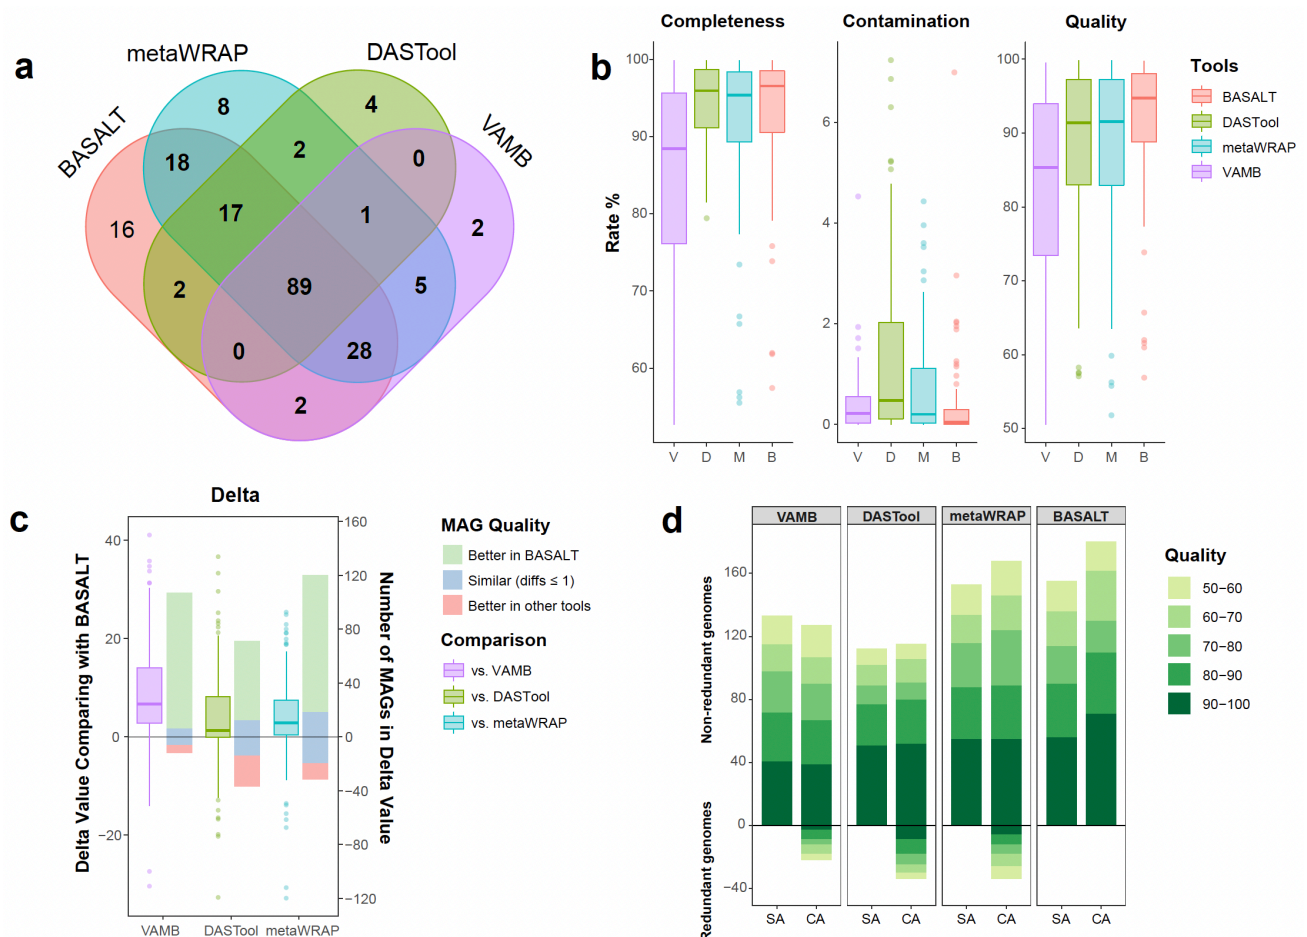 a
metaWRAP
DASTool
BASALT
VAMB
8
4
18
2
0
16
17
1
2
2
89
5
0
28
2
b
Completeness
Contamination
Quality
Rate %
100
90
80
70
60
V
D
M
B
6
4
2
0
V
D
M
B
100
90
80
70
60
50
V
D
M
B
Tools
BASALT
DASTool
metaWRAP
VAMB
c
Delta
Delta Value Comparing with BASALT
40
20
0
−20
160
120
80
40
0
−40
−80
−120
Number of MAGs in Delta Value
VAMB
DASTool
metaWRAP
MAG Quality
Better in BASALT
Similar (diffs ≤ 1)
Better in other tools
Comparison
vs. VAMB
vs. DASTool
vs. metaWRAP
d
VAMB
DASTool
metaWRAP
BASALT
Non-redundant genomes
Redundant genomes
160
120
80
40
0
−40
SA
CA
SA
CA
SA
CA
SA
CA
Quality
50−60
60−70
70−80
80−90
90−100